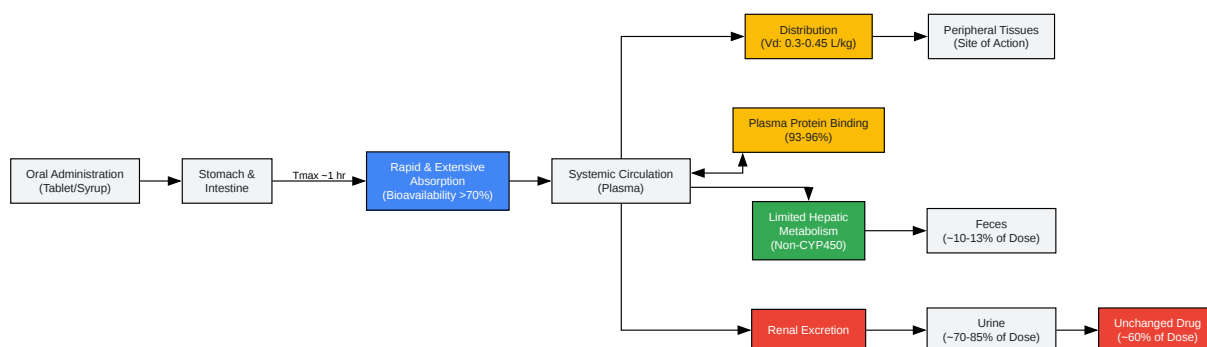 Oral Administration
(Tablet/Syrup)
Stomach &
Intestine
Tmax ~1 hr
Rapid & Extensive
Absorption
(Bioavailability >70%)
Systemic Circulation
(Plasma)
Distribution
(Vd: 0.3-0.45 L/kg)
Peripheral Tissues
(Site of Action)
Plasma Protein Binding
(93-96%)
Limited Hepatic
Metabolism
(Non-CYP450)
Feces
(~10-13% of Dose)
Renal Excretion
Urine
(~70-85% of Dose)
Unchanged Drug
(~60% of Dose)